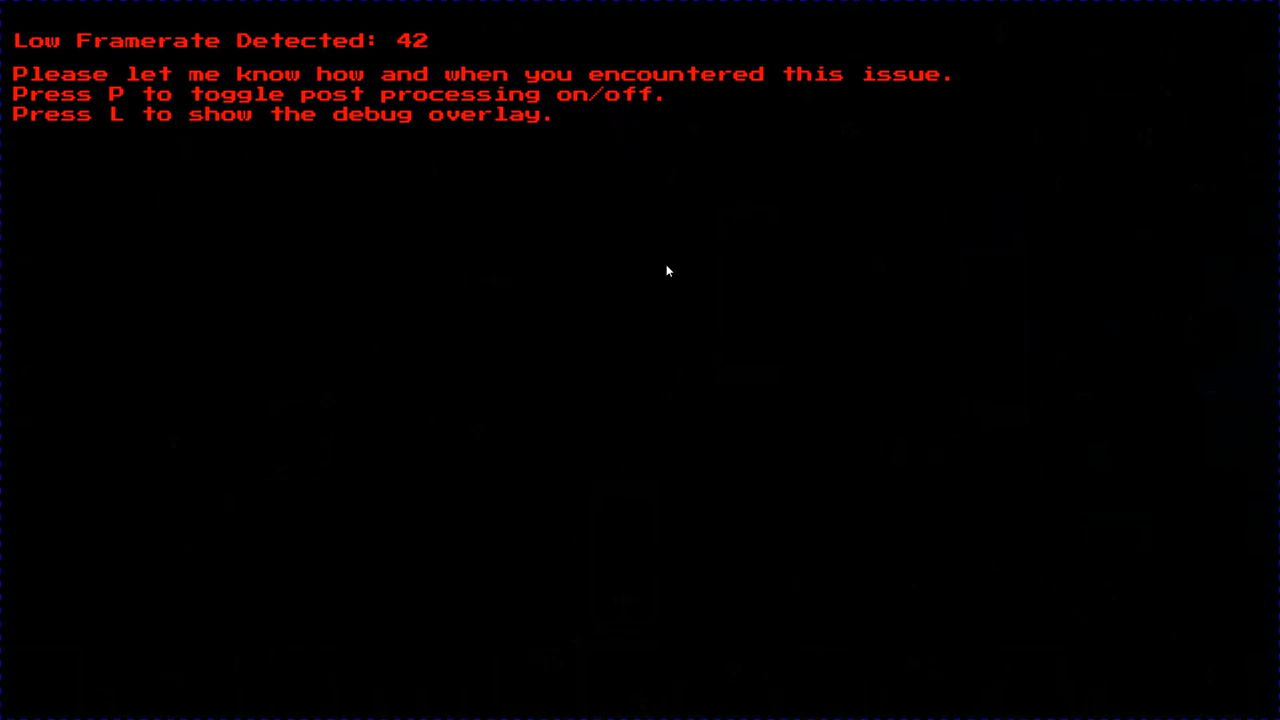 Low Framerate Detected: 42
Please let me know how and when you encountered this issue.
Press P to toggle post processing on/off.
Press L to show the debug overlay.